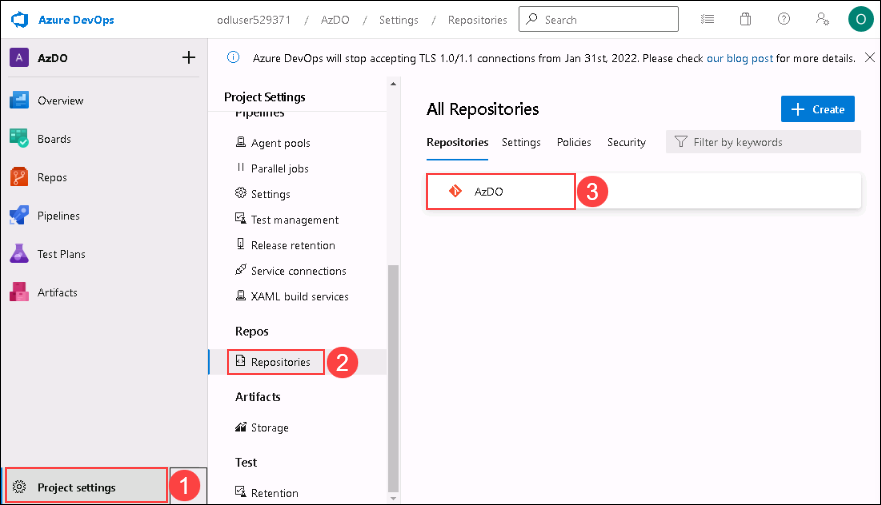 Azure DevOps
odluser529371 / AzDO / Settings / Repositories
Search
O
A AzDO
Overview
Boards
Repos
Pipelines
Test Plans
Artifacts
Project settings
1
Azure DevOps will stop accepting TLS 1.0/1.1 connections from Jan 31st, 2022. Please check our blog post for more details.
Project Settings
Pipelines
Agent pools
Parallel jobs
Settings
Test management
Release retention
Service connections
XAML build services
Repos
Repositories
2
Artifacts
Storage
Test
Retention
All Repositories
Create
Repositories Settings Policies Security
Filter by keywords
AzDO
3